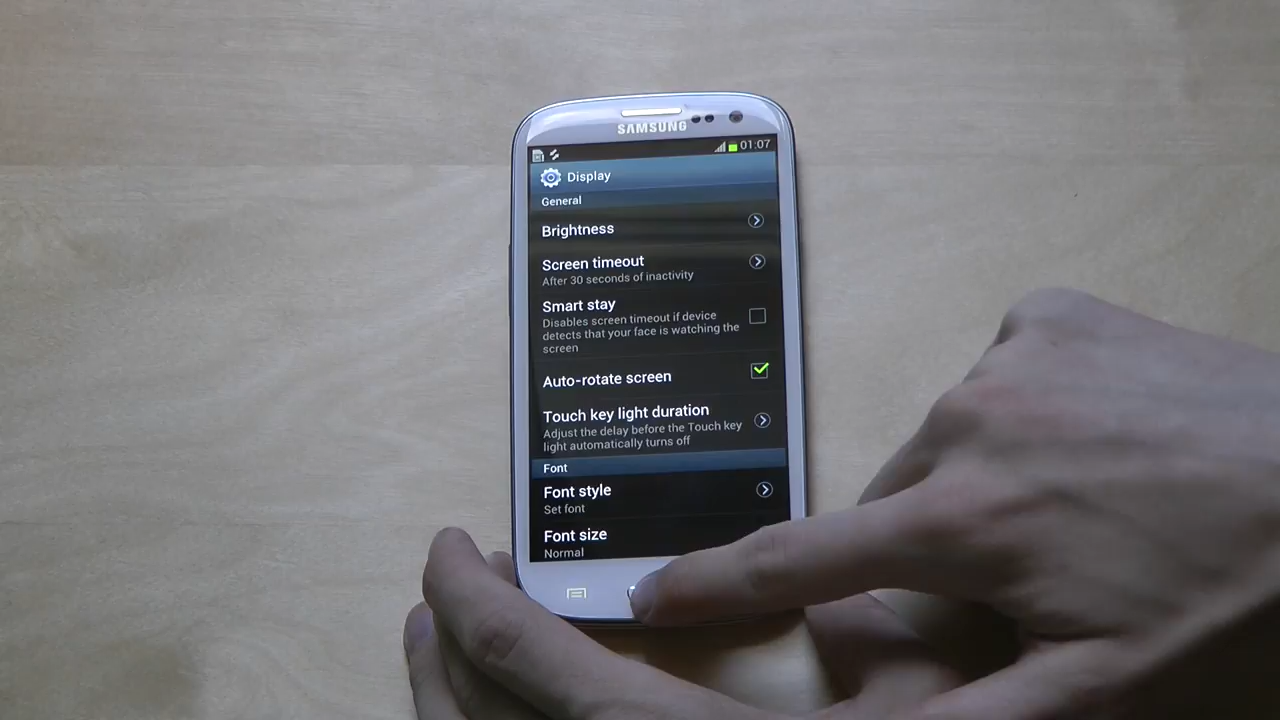 SAMSUNG
01:07
Display
General
Brightness
Screen timeout
After 30 seconds of inactivity
Smart stay
Disables screen timeout if device
detects that your face is watching the
screen
Auto-rotate screen
Touch key light duration
Adjust the delay before the Touch key
light automatically turns off
Font
Font style
Set font
Font size
Normal